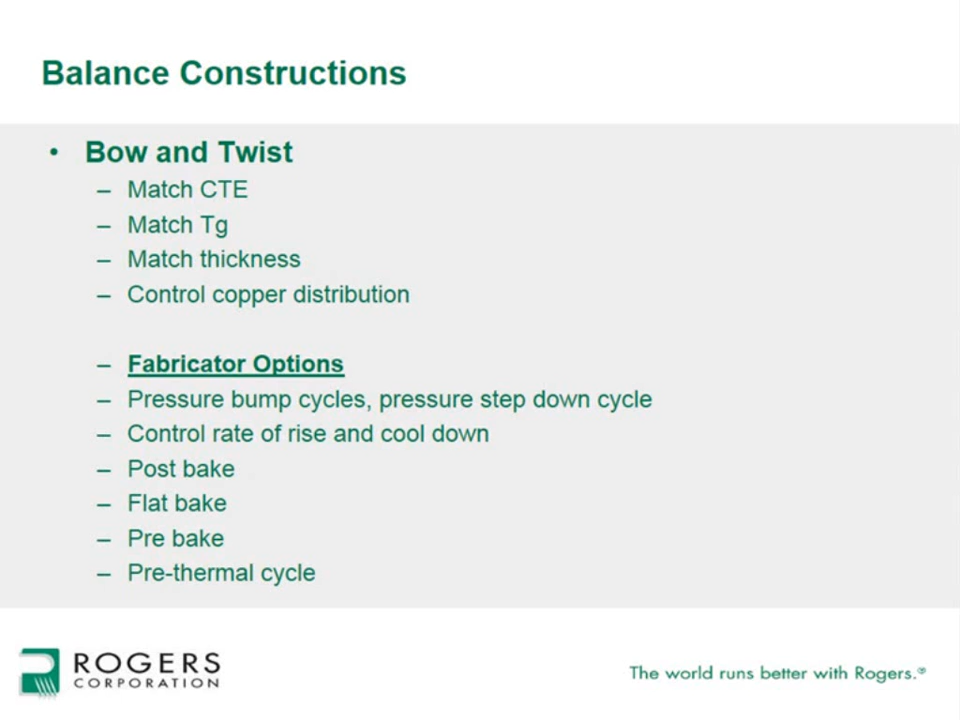 Balance Constructions
• Bow and Twist
– Match CTE
– Match Tg
– Match thickness
– Control copper distribution
– Fabricator Options
– Pressure bump cycles, pressure step down cycle
– Control rate of rise and cool down
– Post bake
– Flat bake
– Pre bake
– Pre-thermal cycle
ROGERS
CORPORATION
The world runs better with Rogers.®